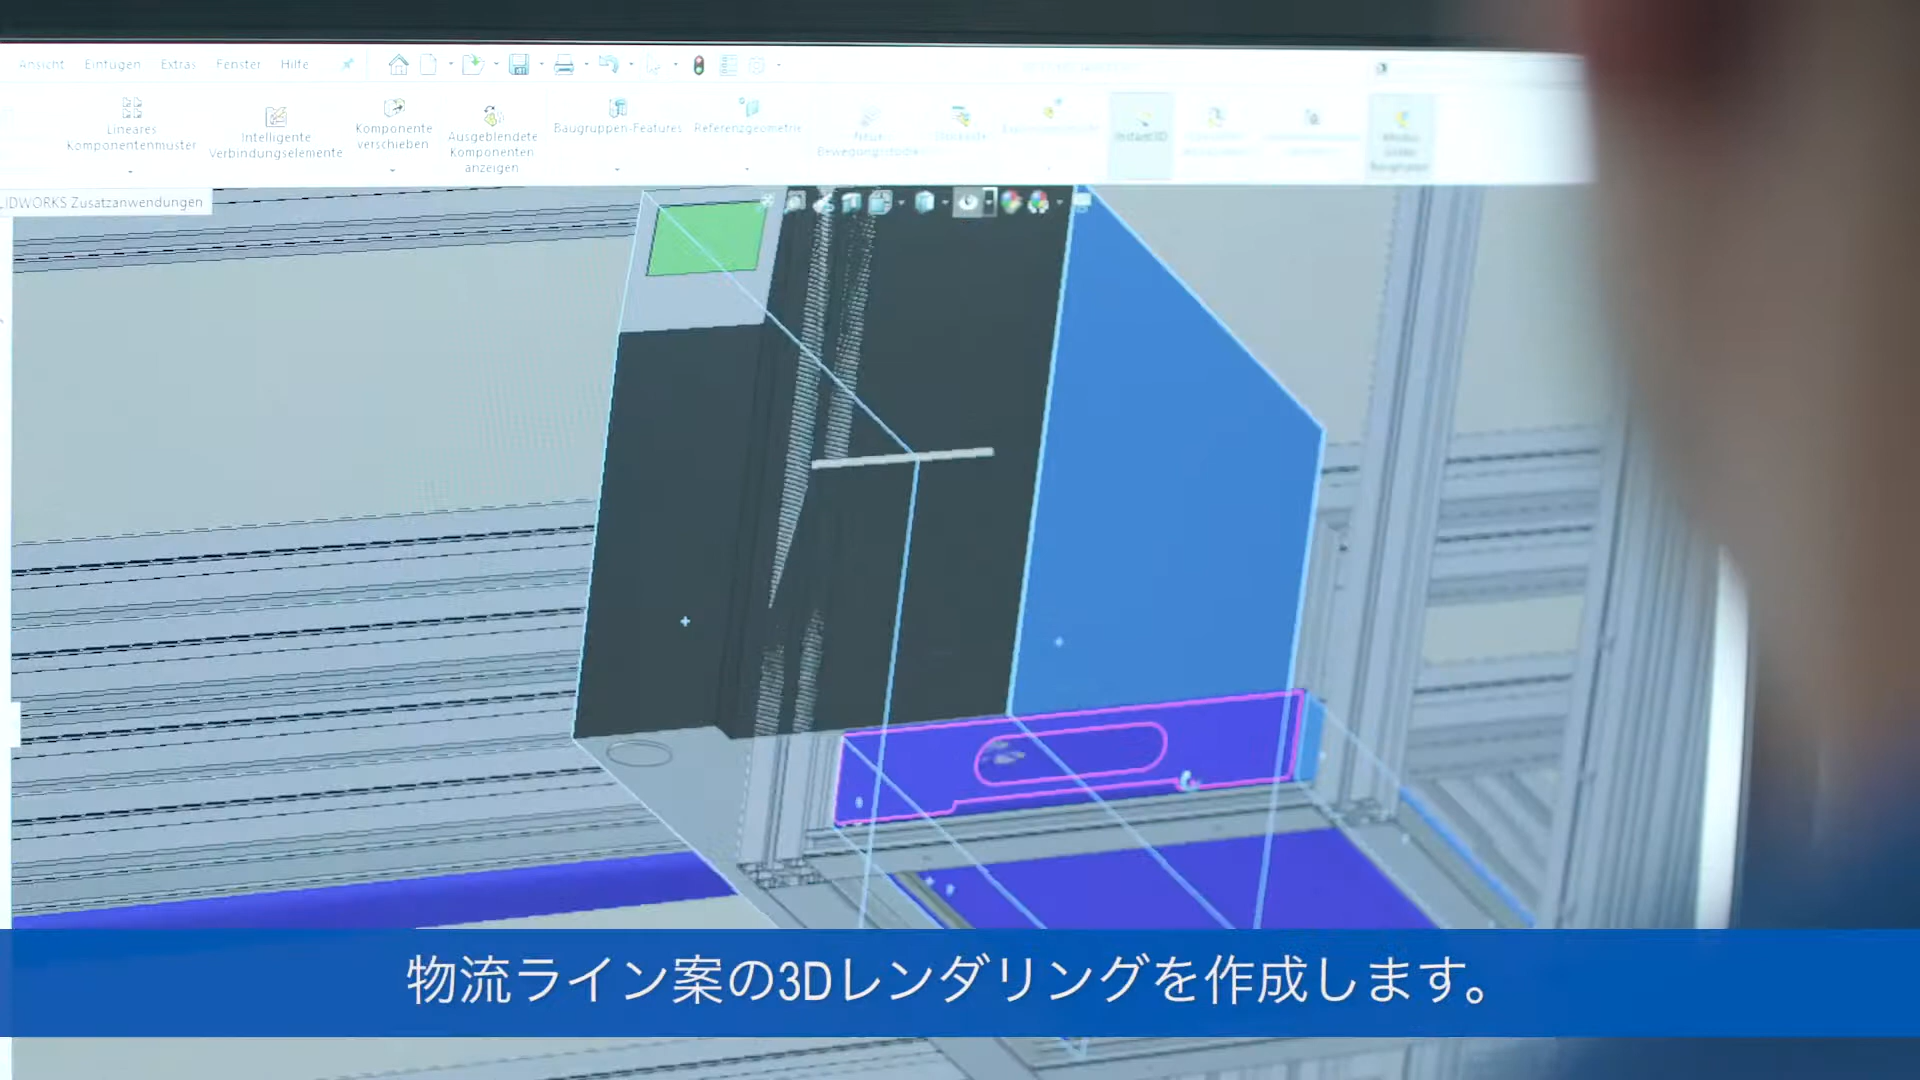 Ansicht Einfügen Extras Fenster Hilfe
Lineares
Komponentenmuster
Intelligente
Verbindungselemente
Komponente
verschieben
Ausgeblendete
Komponenten
anzeigen
Baugruppen-Features
Referenzgeometrie
Instant3D
LIDWORKS Zusatzanwendungen
物流ライン案の3Dレンダリングを作成します。